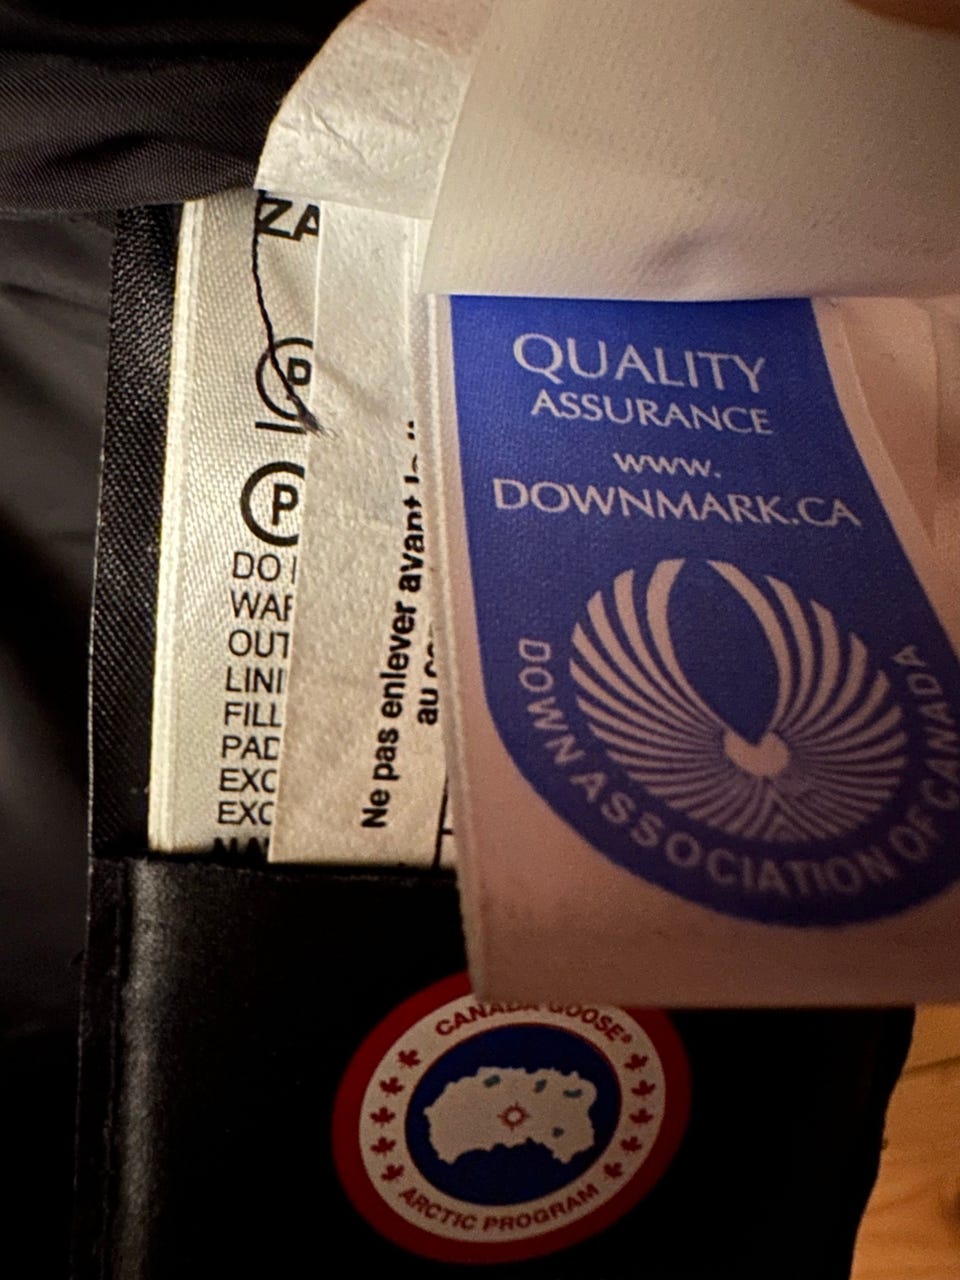 ZA
P
P
DO
WAR
OUT
LINI
FILL
PAD
EXC
EXC
Ne pas enlever avant
au
QUALITY
ASSURANCE
www.
DOWNMARK.CA
DOWN ASSOCIATION OF CANADA
CANADA GOOSE®
ARCTIC PROGRAM